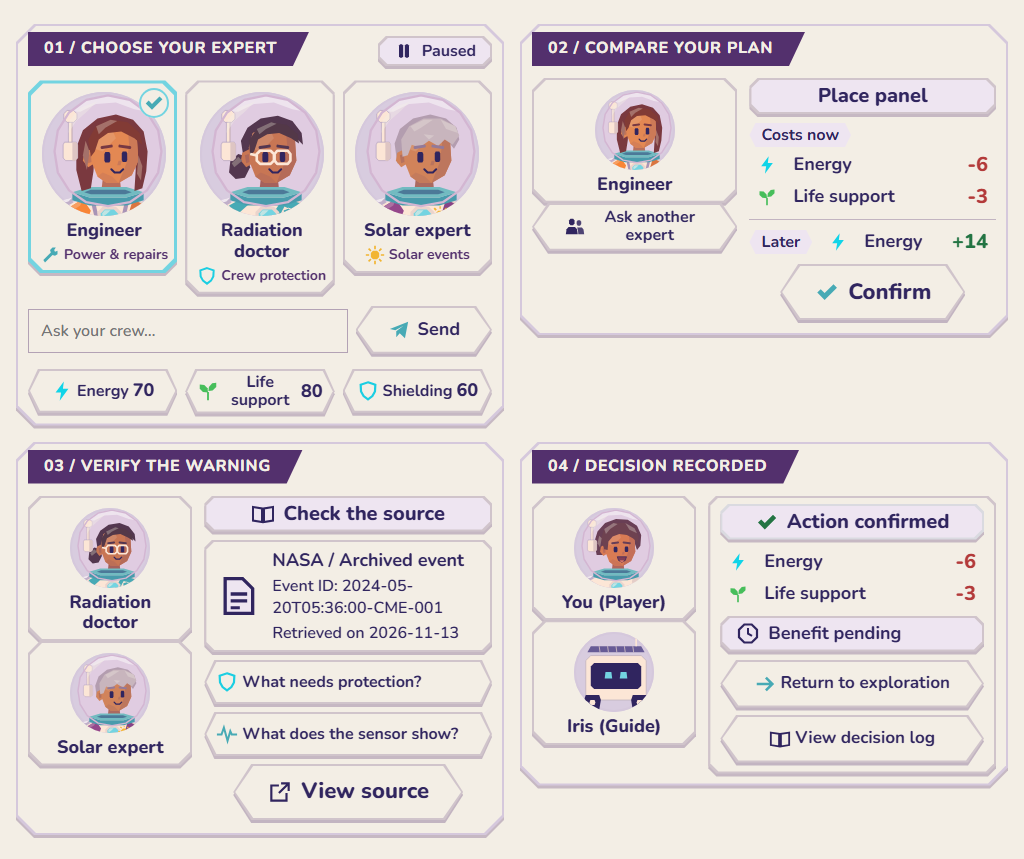 01 / CHOOSE YOUR EXPERT
Paused
Engineer
Power & repairs
Radiation
doctor
Crew protection
Solar expert
Solar events
Ask your crew...
Send
Energy 70
Life
support 80
Shielding 60
02 / COMPARE YOUR PLAN
Engineer
Ask another
expert
Place panel
Costs now
Energy -6
Life support -3
Later Energy +14
Confirm
03 / VERIFY THE WARNING
Radiation
doctor
Solar expert
Check the source
NASA / Archived event
Event ID: 2024-05-
20T05:36:00-CME-001
Retrieved on 2026-11-13
What needs protection?
What does the sensor show?
View source
04 / DECISION RECORDED
You (Player)
Iris (Guide)
Action confirmed
Energy -6
Life support -3
Benefit pending
Return to exploration
View decision log